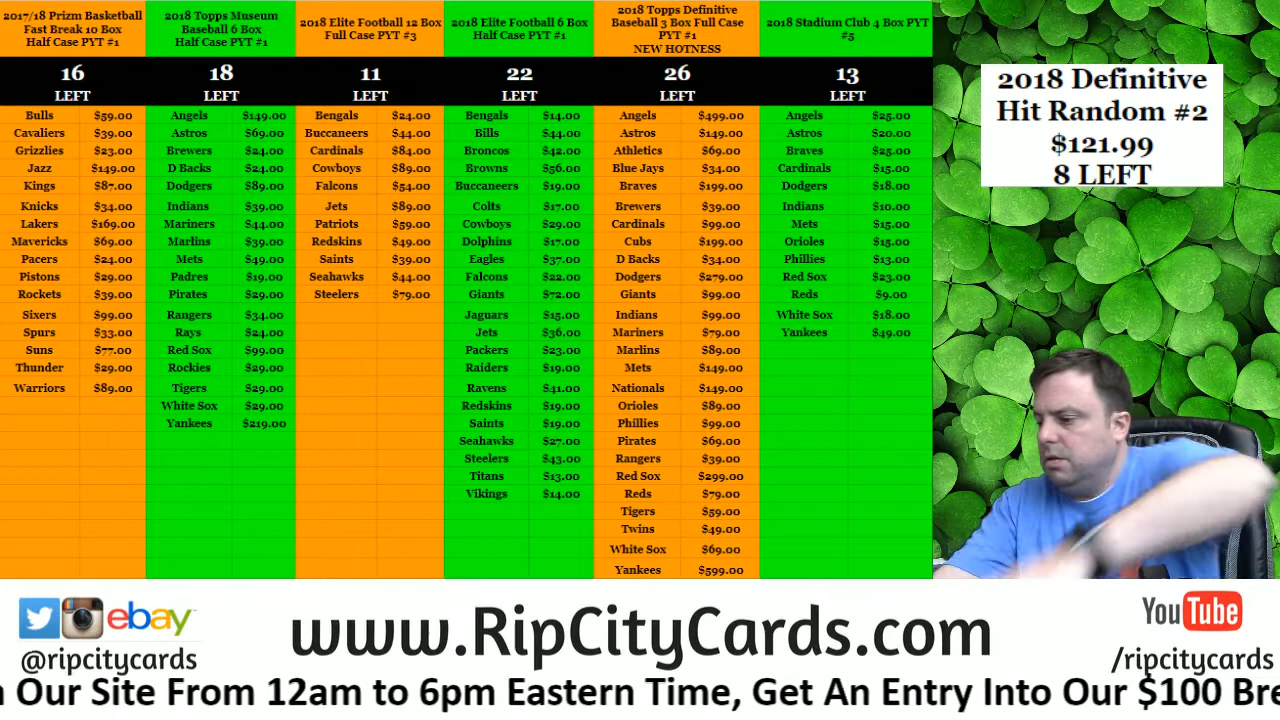 2017/18 Prizm Basketball
Fast Break 10 Box
Half Case PYT #1
16
LEFT
Bulls $59.00
Cavaliers $39.00
Grizzlies $23.00
Jazz $149.00
Kings $87.00
Knicks $34.00
Lakers $169.00
Mavericks $69.00
Pacers $24.00
Pistons $29.00
Rockets $39.00
Sixers $99.00
Spurs $33.00
Suns $77.00
Thunder $29.00
Warriors $89.00
2018 Topps Museum
Baseball 6 Box
Half Case PYT #1
18
LEFT
Angels $149.00
Astros $69.00
Brewers $24.00
D Backs $24.00
Dodgers $89.00
Indians $39.00
Mariners $44.00
Marlins $39.00
Mets $49.00
Padres $19.00
Pirates $29.00
Rangers $34.00
Rays $24.00
Red Sox $99.00
Rockies $29.00
Tigers $29.00
White Sox $29.00
Yankees $219.00
2018 Elite Football 12 Box
Full Case PYT #3
11
LEFT
Bengals $24.00
Buccaneers $44.00
Cardinals $84.00
Cowboys $89.00
Falcons $54.00
Jets $89.00
Patriots $59.00
Redskins $49.00
Saints $39.00
Seahawks $44.00
Steelers $79.00
2018 Elite Football 6 Box
Half Case PYT #1
22
LEFT
Bengals $14.00
Bills $44.00
Broncos $42.00
Browns $56.00
Buccaneers $19.00
Colts $17.00
Cowboys $29.00
Dolphins $17.00
Eagles $37.00
Falcons $22.00
Giants $72.00
Jaguars $15.00
Jets $36.00
Packers $23.00
Raiders $19.00
Ravens $41.00
Redskins $19.00
Saints $19.00
Seahawks $27.00
Steelers $43.00
Titans $13.00
Vikings $14.00
2018 Topps Definitive
Baseball 3 Box Full Case
PYT #1
NEW HOTNESS
26
LEFT
Angels $499.00
Astros $149.00
Athletics $69.00
Blue Jays $34.00
Braves $199.00
Brewers $39.00
Cardinals $99.00
Cubs $199.00
D Backs $34.00
Dodgers $279.00
Giants $99.00
Indians $99.00
Mariners $79.00
Marlins $89.00
Mets $149.00
Nationals $149.00
Orioles $89.00
Phillies $99.00
Pirates $69.00
Rangers $39.00
Red Sox $299.00
Reds $79.00
Tigers $59.00
Twins $49.00
White Sox $69.00
Yankees $599.00
2018 Stadium Club 4 Box PYT
#5
13
LEFT
Angels $25.00
Astros $20.00
Braves $25.00
Cardinals $15.00
Dodgers $18.00
Indians $10.00
Mets $15.00
Orioles $15.00
Phillies $13.00
Red Sox $23.00
Reds $9.00
White Sox $18.00
Yankees $49.00
2018 Definitive
Hit Random #2
$121.99
8 LEFT
ebay
@ripcitycards
www.RipCityCards.com
YouTube
/ripcitycards
n Our Site From 12am to 6pm Eastern Time, Get An Entry Into Our $100 Bre